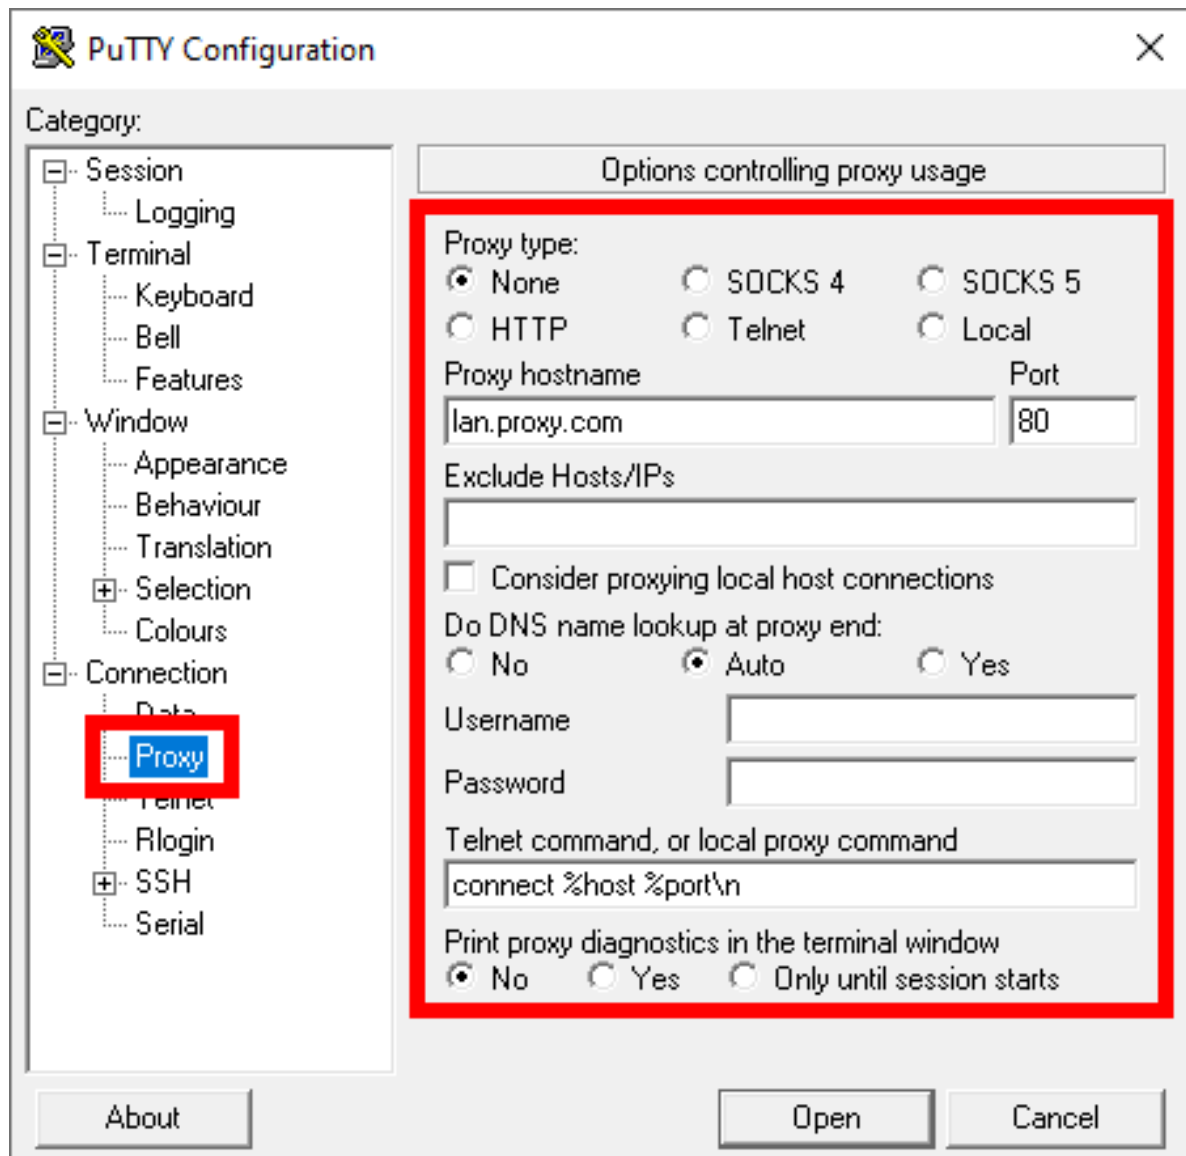 PuTTY Configuration
Category:
Session
Logging
Terminal
Keyboard
Bell
Features
Window
Appearance
Behaviour
Translation
Selection
Colours
Connection
Data
Proxy
Telnet
Rlogin
SSH
Serial
Options controlling proxy usage
Proxy type:
None SOCKS 4 SOCKS 5
HTTP Telnet Local
Proxy hostname Port
lan.proxy.com 80
Exclude Hosts/IPs
Consider proxying local host connections
Do DNS name lookup at proxy end:
No Auto Yes
Username
Password
Telnet command, or local proxy command
connect %host %port\n
Print proxy diagnostics in the terminal window
No Yes Only until session starts
About Open Cancel